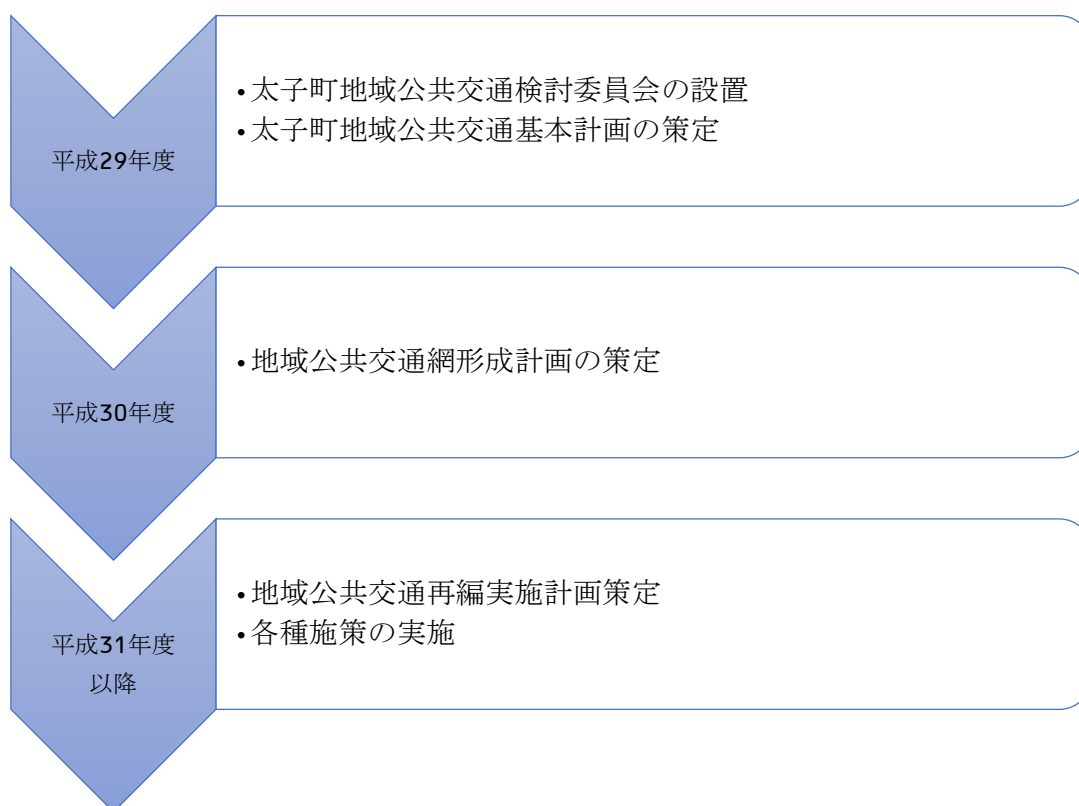 平成29年度
•太子町地域公共交通検討委員会の設置
•太子町地域公共交通基本計画の策定
平成30年度
•地域公共交通網形成計画の策定
平成31年度
以降
•地域公共交通再編実施計画策定
•各種施策の実施